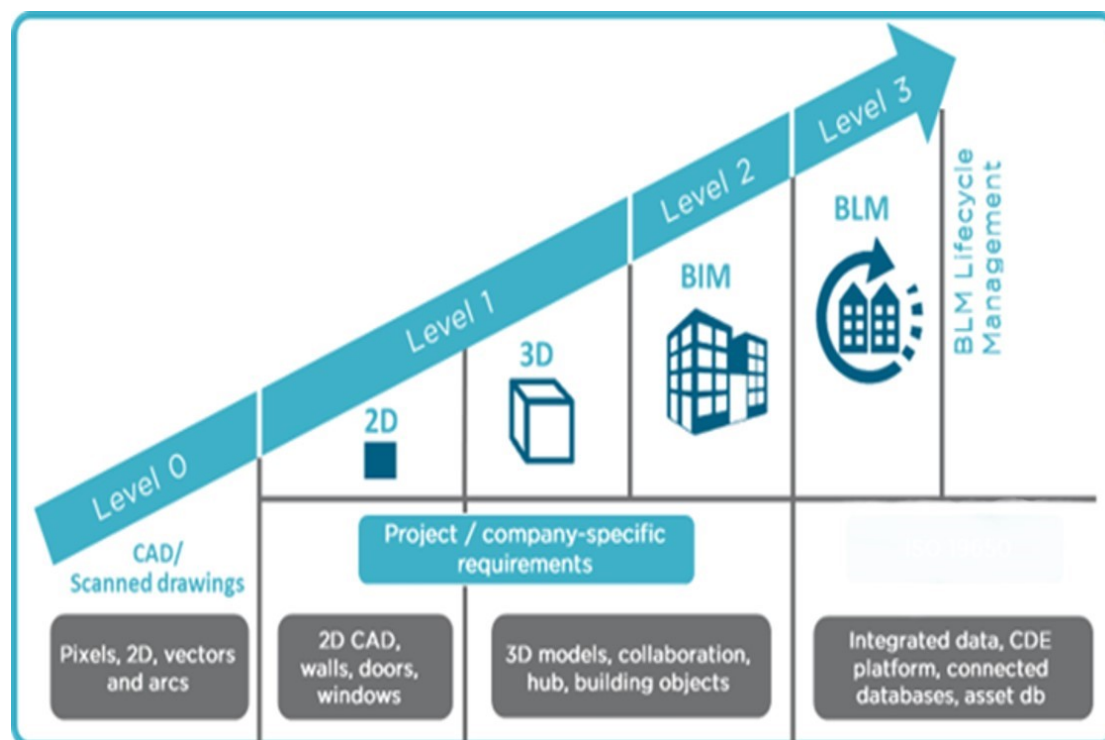 Level 0
Level 1
Level 2
Level 3
CAD/
Scanned drawings
2D
3D
BIM
BLM
BLM Lifecycle
Management
Project / company-specific
requirements
Pixels, 2D, vectors
and arcs
2D CAD,
walls, doors,
windows
3D models, collaboration,
hub, building objects
Integrated data, CDE
platform, connected
databases, asset db